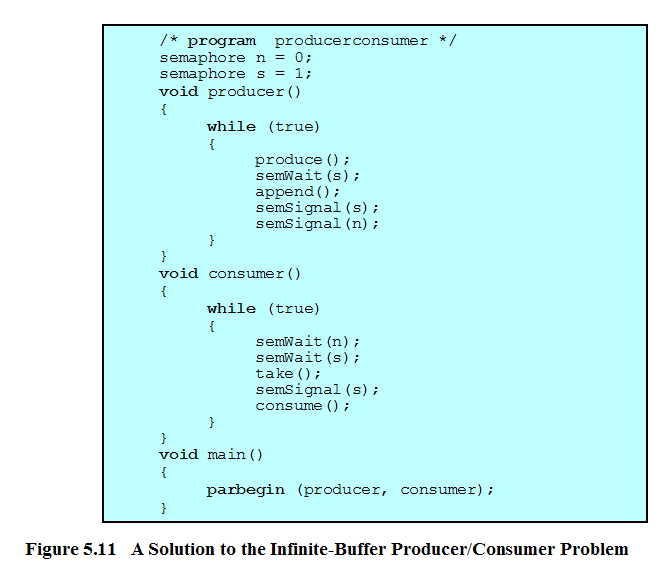 /* program producerconsumer */
semaphore n = 0;
semaphore s = 1;
void producer()
{
while (true)
{
produce();
semWait(s);
append();
semSignal(s);
semSignal(n);
}
}
void consumer()
{
while (true)
{
semWait(n);
semWait(s);
take();
semSignal(s);
consume();
}
}
void main()
{
parbegin (producer, consumer);
}
Figure 5.11 A Solution to the Infinite-Buffer Producer/Consumer Problem